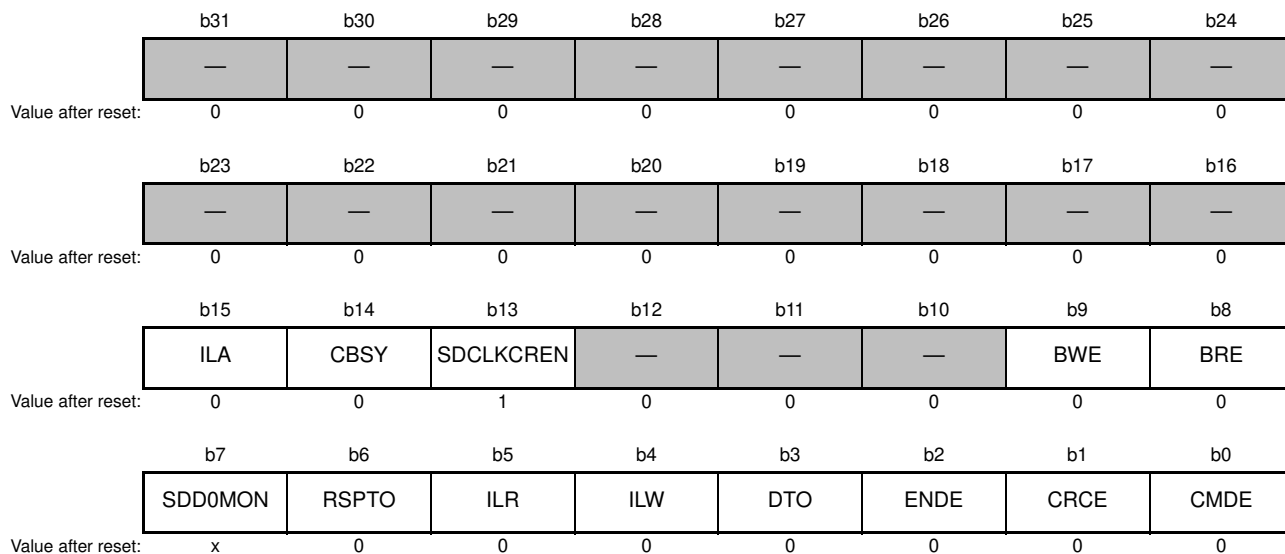 b31 b30 b29 b28 b27 b26 b25 b24
— — — — — — — —
Value after reset: 0 0 0 0 0 0 0 0
b23 b22 b21 b20 b19 b18 b17 b16
— — — — — — — —
Value after reset: 0 0 0 0 0 0 0 0
b15 b14 b13 b12 b11 b10 b9 b8
ILA CBSY SDCLKCREN — — — BWE BRE
Value after reset: 0 0 1 0 0 0 0 0
b7 b6 b5 b4 b3 b2 b1 b0
SDD0MON RSPTO ILR ILW DTO ENDE CRCE CMDE
Value after reset: x 0 0 0 0 0 0 0